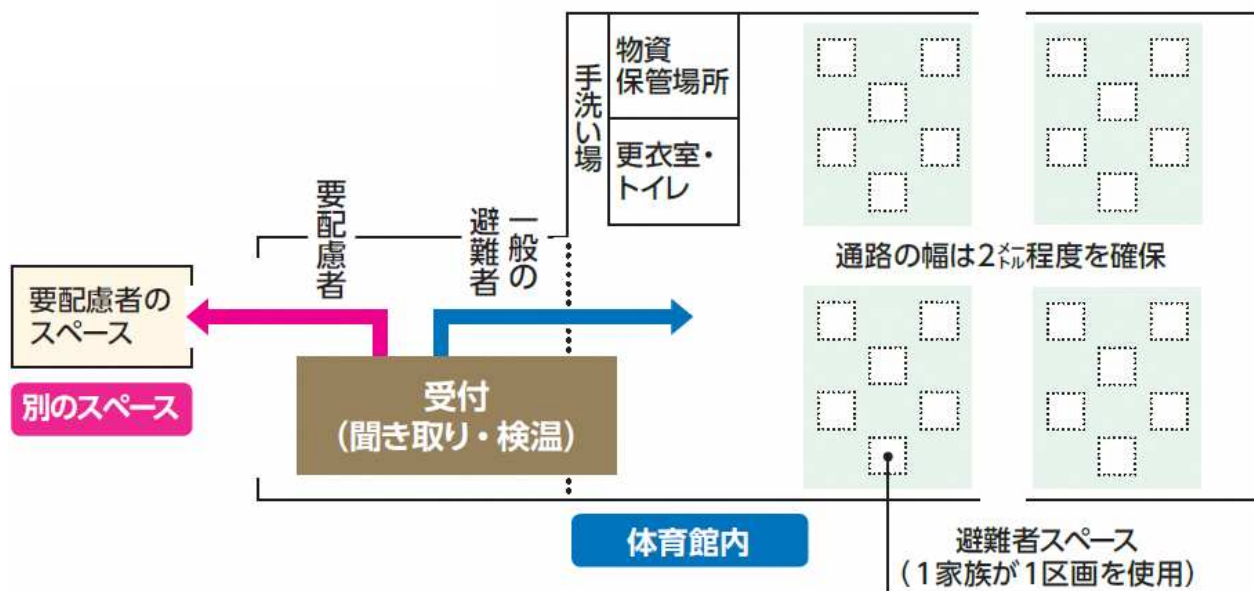 手洗い場
物資
保管場所
更衣室・
トイレ
要配慮者
一般の
避難者
通路の幅は2メートル程度を確保
要配慮者の
スペース
別のスペース
受付
（聞き取り・検温）
体育館内
避難者スペース
（1家族が1区画を使用）